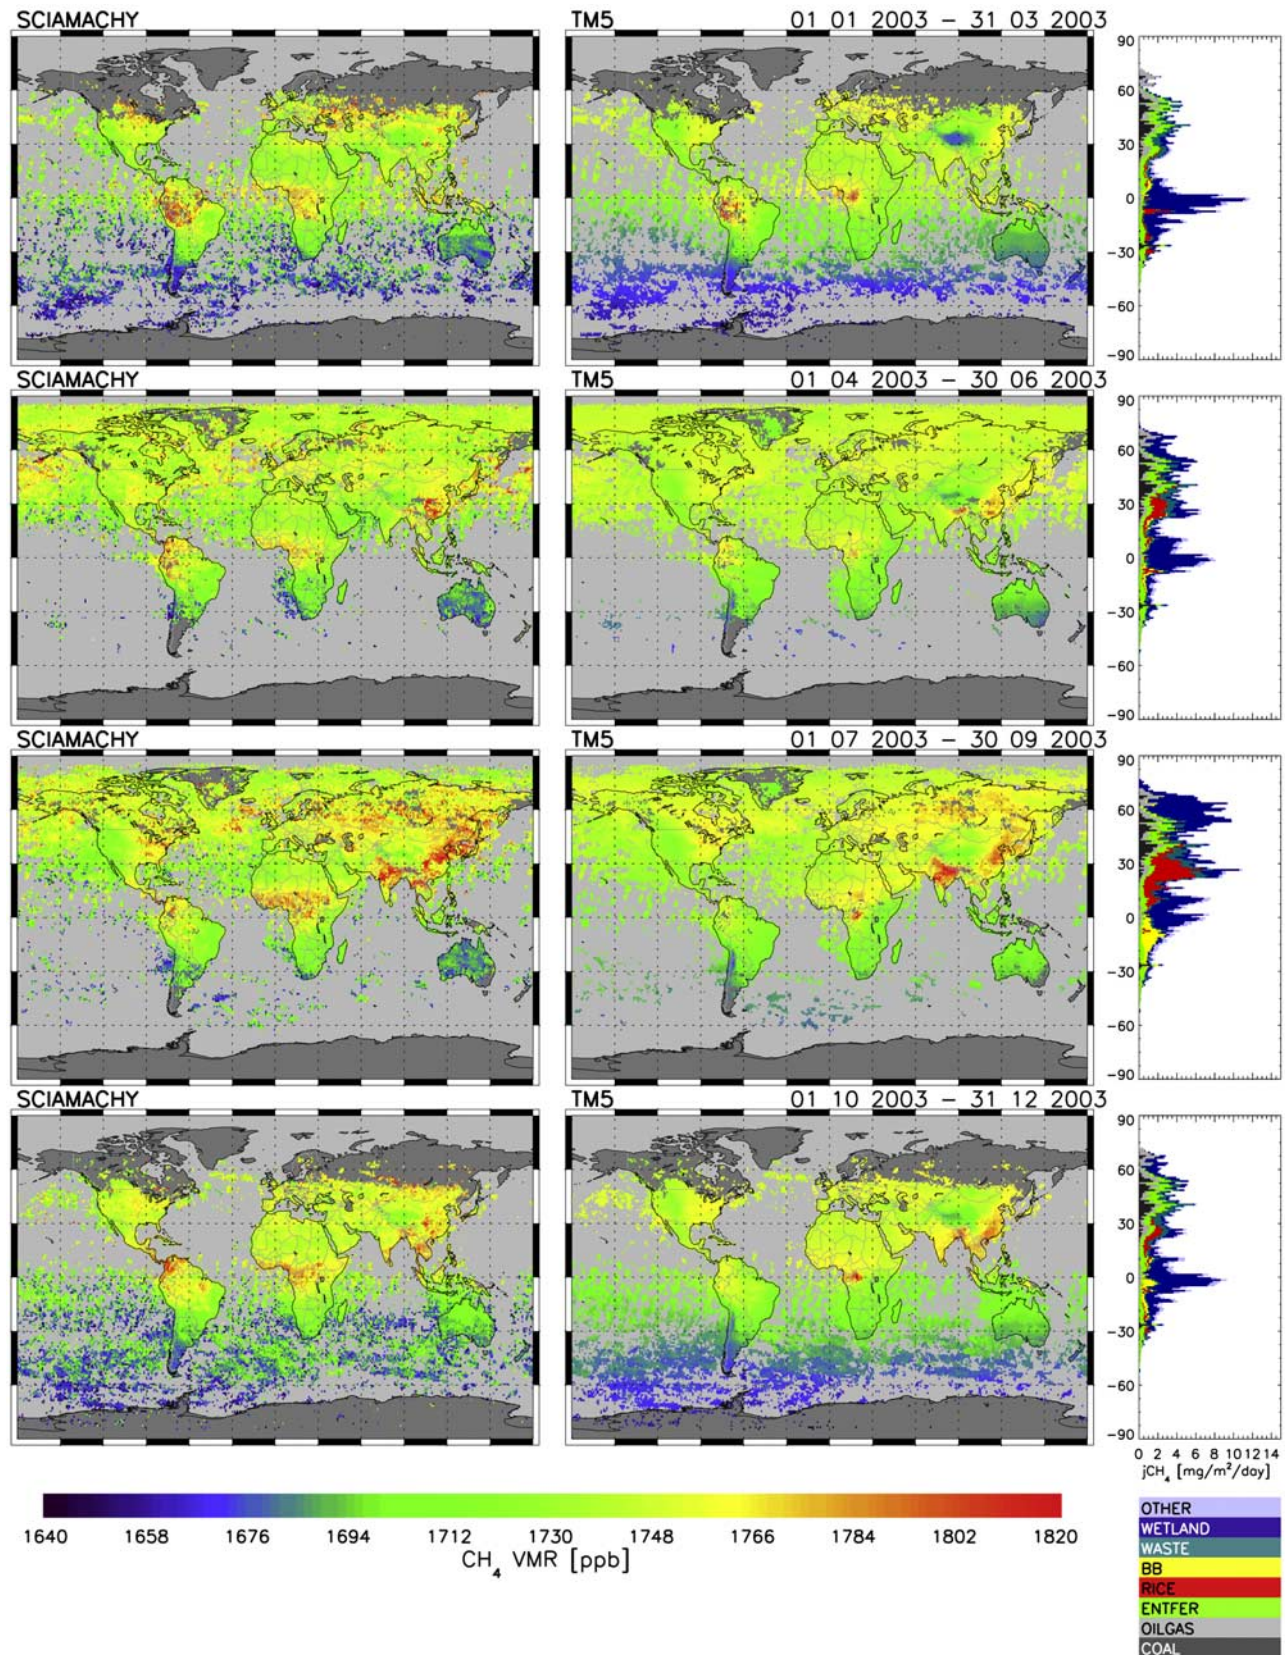 SCIAMACHY TM5 01 01 2003 – 31 03 2003
90
60
30
0
−30
−60
−90
SCIAMACHY TM5 01 04 2003 – 30 06 2003
90
60
30
0
−30
−60
−90
SCIAMACHY TM5 01 07 2003 – 30 09 2003
90
60
30
0
−30
−60
−90
SCIAMACHY TM5 01 10 2003 – 31 12 2003
90
60
30
0
−30
−60
−90
0 2 4 6 8 10 12 14
jCH₄ [mg/m²/day]
1640 1658 1676 1694 1712 1730 1748 1766 1784 1802 1820
CH₄ VMR [ppb]
OTHER
WETLAND
WASTE
BB
RICE
ENTFER
OILGAS
COAL